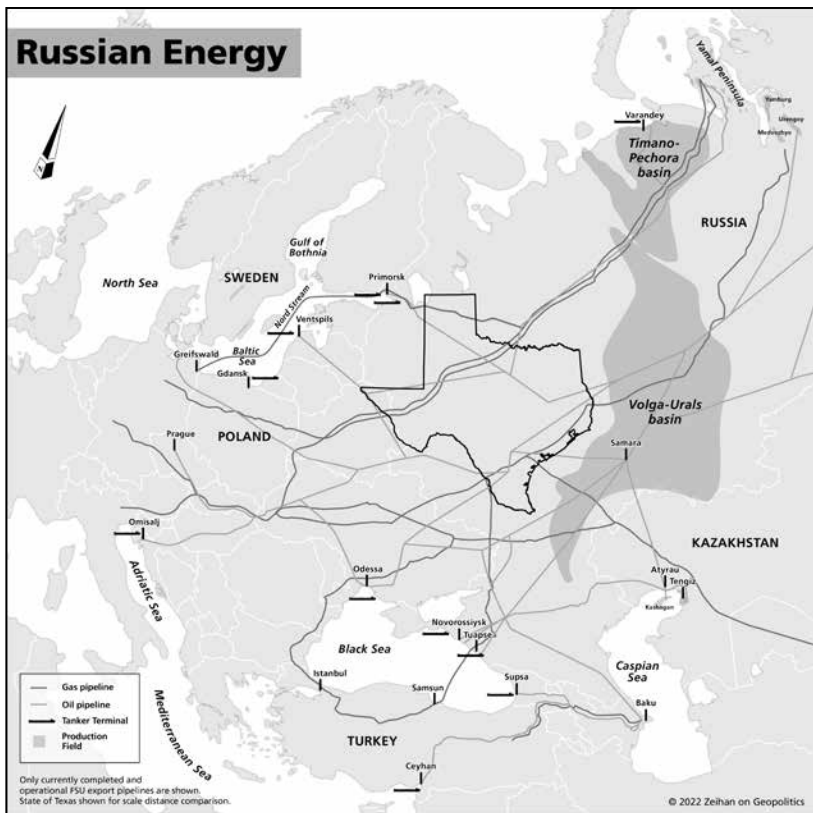 Russian Energy
Yamal Peninsula
Yamburg
Urengoy
Medvezhye
Varandey
Timano-
Pechora
basin
RUSSIA
Gulf of
Bothnia
North Sea
SWEDEN
Primorsk
Nord Stream
Ventspils
Baltic
Sea
Greifswald
Gdansk
Volga-Urals
basin
Prague
POLAND
Samara
Omisalj
KAZAKHSTAN
Adriatic Sea
Odessa
Atyrau
Tengiz
Kashagan
Novorossiysk
Tuapse
Black Sea
Caspian
Sea
Istanbul
Samsun
Supsa
Baku
Mediterranean Sea
TURKEY
Ceyhan
Gas pipeline
Oil pipeline
Tanker Terminal
Production
Field
Only currently completed and
operational FSU export pipelines are shown.
State of Texas shown for scale distance comparison.
© 2022 Zeihan on Geopolitics
N